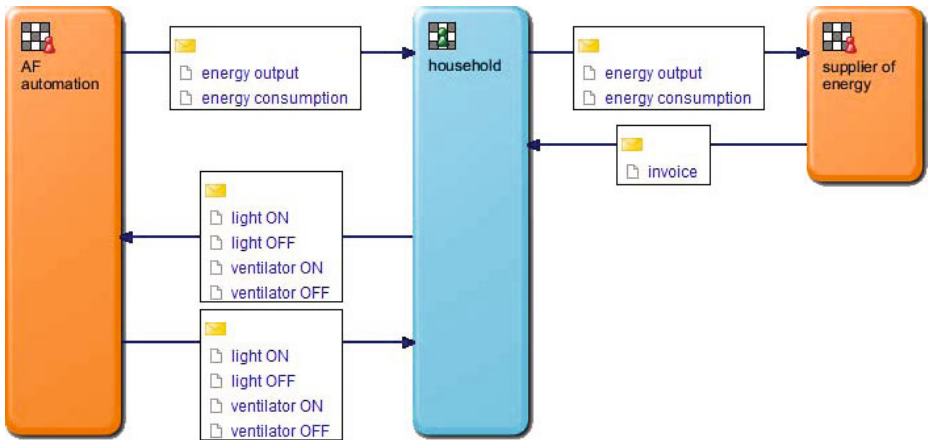 AF
automation
energy output
energy consumption
household
energy output
energy consumption
supplier of
energy
invoice
light ON
light OFF
ventilator ON
ventilator OFF
light ON
light OFF
ventilator ON
ventilator OFF